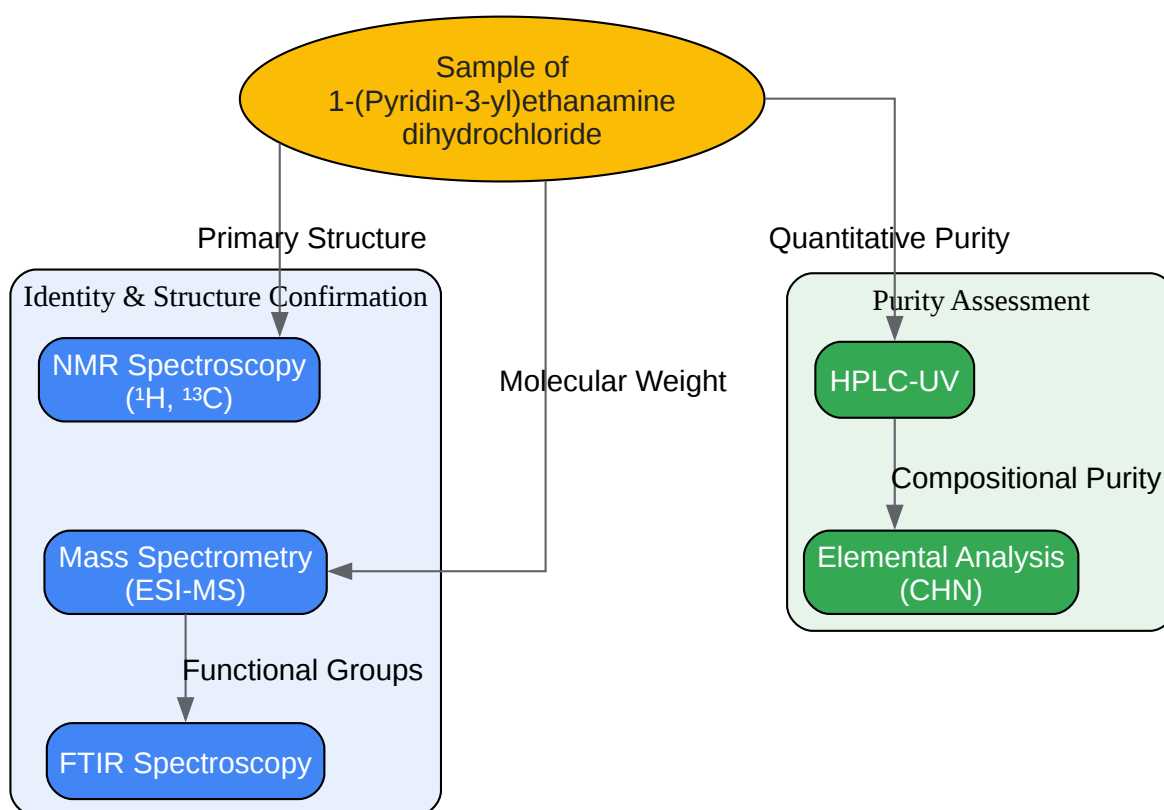 Sample of
1-(Pyridin-3-yl)ethanamine
dihydrochloride
Primary Structure
Quantitative Purity
Identity & Structure Confirmation
Purity Assessment
NMR Spectroscopy
(¹H, ¹³C)
Molecular Weight
HPLC-UV
Compositional Purity
Mass Spectrometry
(ESI-MS)
Elemental Analysis
(CHN)
Functional Groups
FTIR Spectroscopy